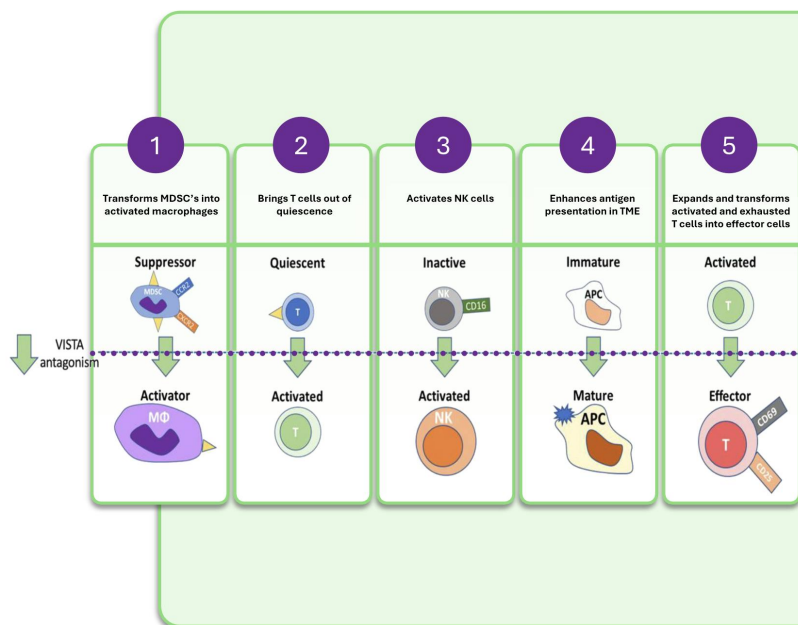 1
2
3
4
5
Transforms MDSC's into
activated macrophages
Brings T cells out of
quiescence
Activates NK cells
Enhances antigen
presentation in TME
Expands and transforms
activated and exhausted
T cells into effector cells
Suppressor
MDSC
CCR2
CXCR2
Quiescent
T
Inactive
NK
CD16
Immature
APC
Activated
T
VISTA
antagonism
Activator
MΦ
Activated
T
Activated
NK
Mature
APC
Effector
T
CD69
CD25